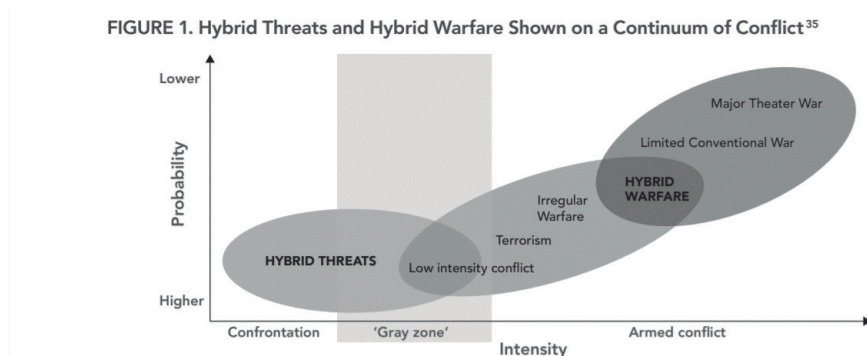 FIGURE 1. Hybrid Threats and Hybrid Warfare Shown on a Continuum of Conflict35
Lower
Probability
Higher
Major Theater War
Limited Conventional War
HYBRID
WARFARE
Irregular
Warfare
Terrorism
HYBRID THREATS
Low intensity conflict
Confrontation
'Gray zone'
Armed conflict
Intensity